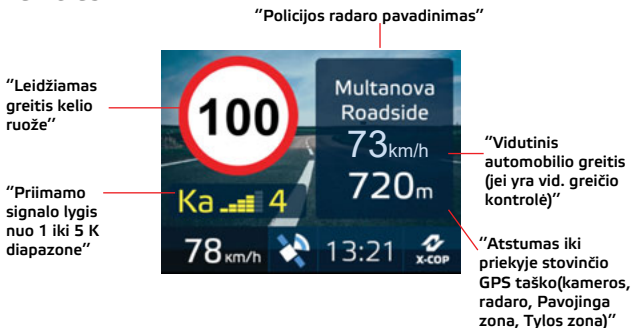 "Policijos radaro pavadinimas"
"Leidžiamas
greitis kelio
ruože"
"Priimamo
signalo lygis
nuo 1 iki 5 K
diapazone"
100
Multanova
Roadside
73km/h
720m
Ka 4
78 км/h 13:21 X-COP
"Vidutinis
automobilio greitis
(jei yra vid. greičio
kontrolė)"
"Atstumas iki
priekyje stovinčio
GPS taško(kameros,
radaro, Pavojinga
zona, Tylos zona)"